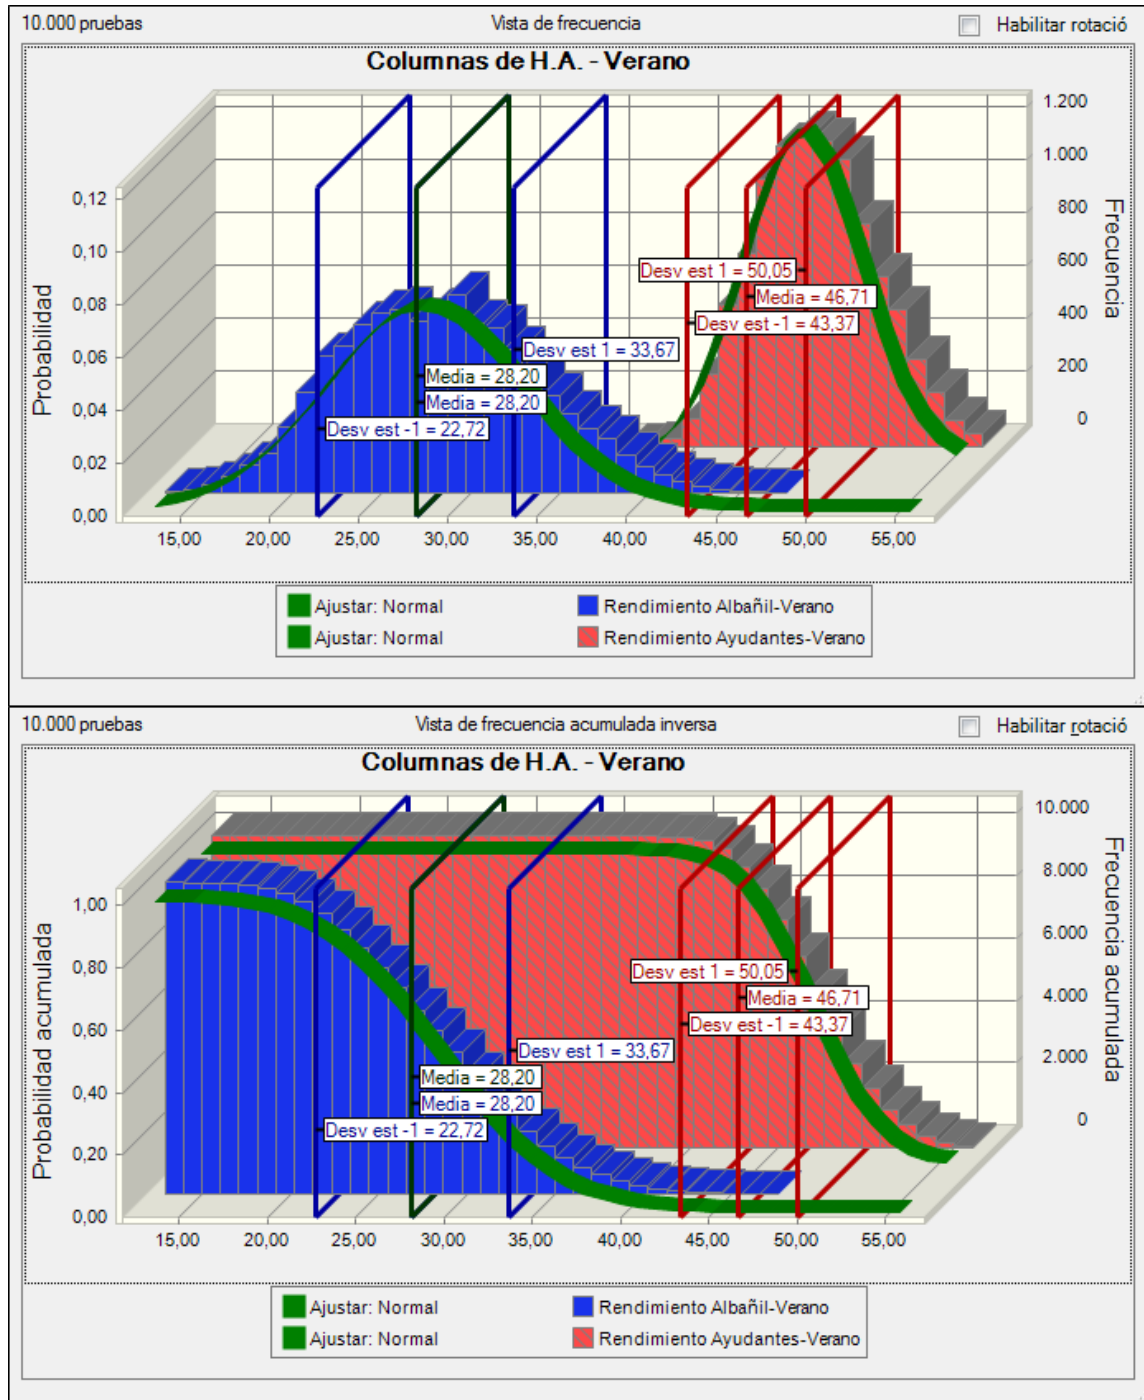 10.000 pruebas Vista de frecuencia Habilitar rotació
Columnas de H.A. - Verano
Probabilidad
0,12
0,10
0,08
0,06
0,04
0,02
0,00
1.200
1.000
800
600
400
200
0
Frecuencia
Desv est 1 = 50,05
Media = 46,71
Desv est -1 = 43,37
Desv est 1 = 33,67
Media = 28,20
Media = 28,20
Desv est -1 = 22,72
15,00 20,00 25,00 30,00 35,00 40,00 45,00 50,00 55,00
Ajustar: Normal Rendimiento Albañil-Verano
Ajustar: Normal Rendimiento Ayudantes-Verano
10.000 pruebas Vista de frecuencia acumulada inversa Habilitar rotació
Columnas de H.A. - Verano
Probabilidad acumulada
1,00
0,80
0,60
0,40
0,20
0,00
10.000
8.000
6.000
4.000
2.000
0
Frecuencia acumulada
Desv est 1 = 50,05
Media = 46,71
Desv est -1 = 43,37
Desv est 1 = 33,67
Media = 28,20
Media = 28,20
Desv est -1 = 22,72
15,00 20,00 25,00 30,00 35,00 40,00 45,00 50,00 55,00
Ajustar: Normal Rendimiento Albañil-Verano
Ajustar: Normal Rendimiento Ayudantes-Verano